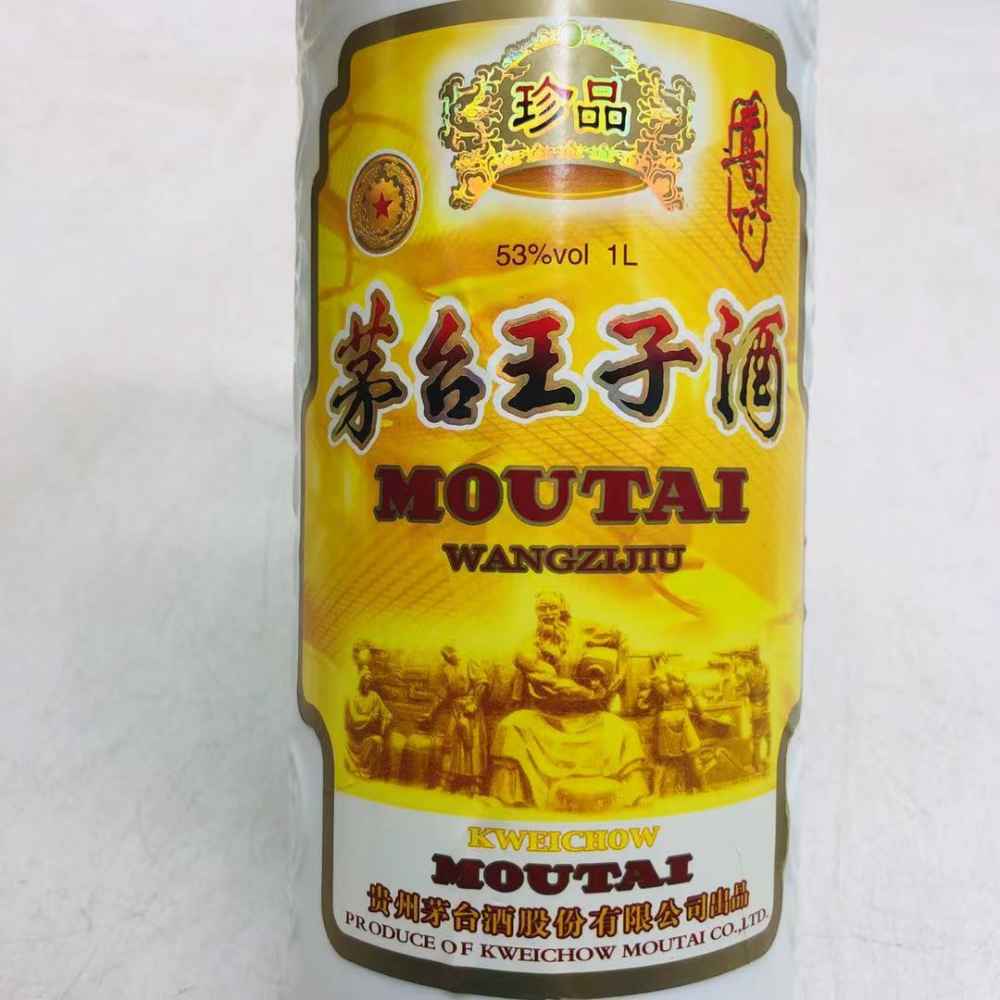 珍品
53%vol 1L
茅台王子酒
MOUTAI
WANGZIJIU
KWEICHOW
MOUTAI
贵州茅台酒股份有限公司出品
PRODUCE OF KWEICHOW MOUTAI CO.,LTD.